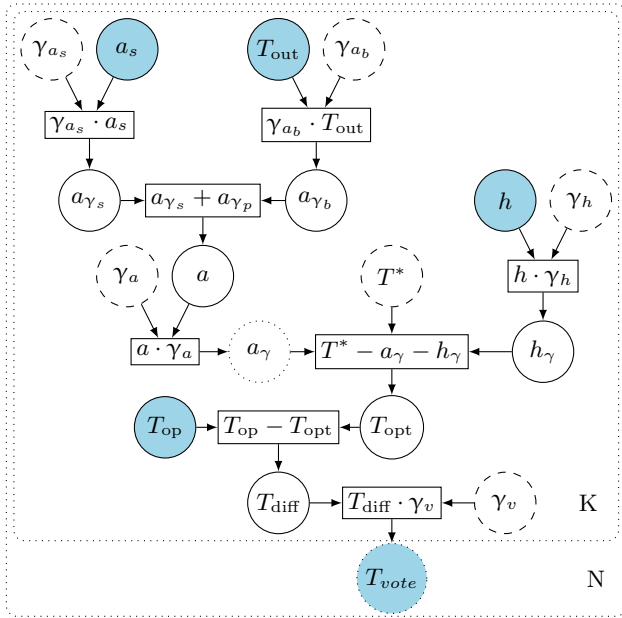 γ_{a_s} a_s T_out γ_{a_b}
γ_{a_s} · a_s γ_{a_b} · T_out
a_{γ_s} a_{γ_s} + a_{γ_p} a_{γ_b} h γ_h
γ_a a T* h · γ_h
a · γ_a a_γ T* − a_γ − h_γ h_γ
T_op T_op − T_opt T_opt
T_diff T_diff · γ_v γ_v K
T_vote N